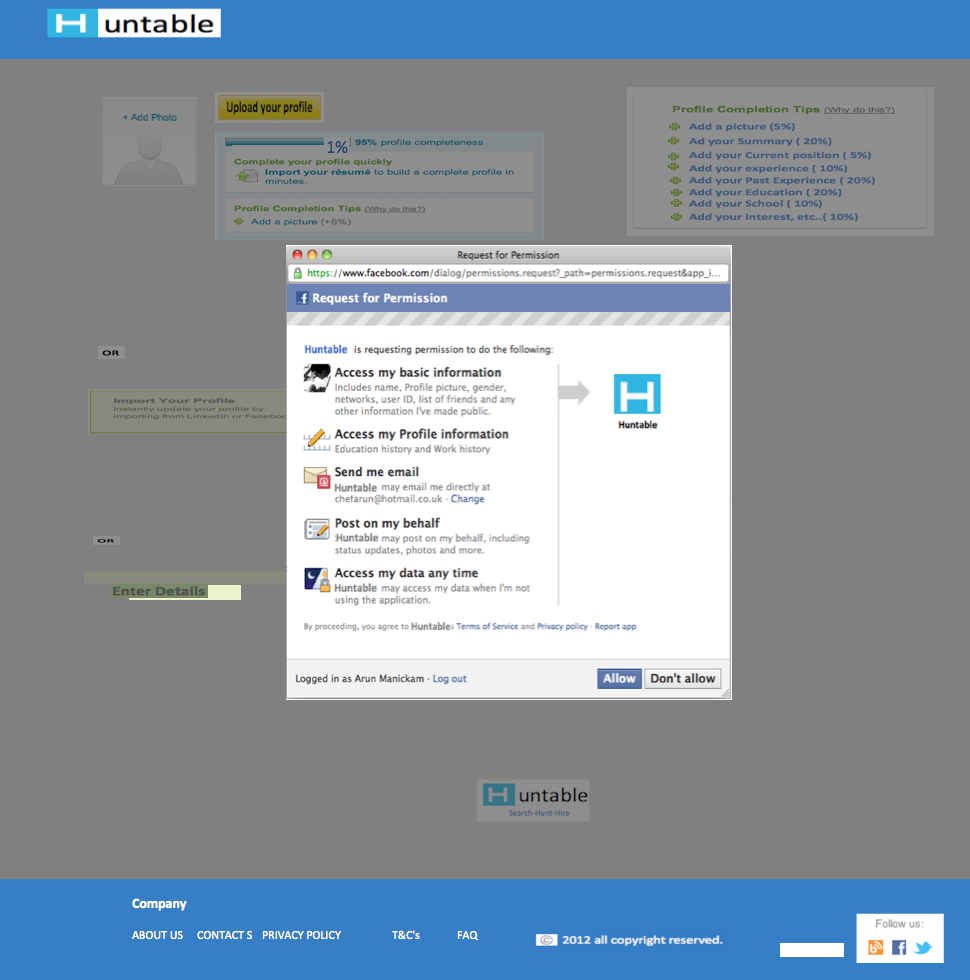 Huntable
+ Add Photo
Upload your profile
1% 95% profile completeness
Complete your profile quickly
Import your résumé to build a complete profile in
minutes.
Profile Completion Tips (Why do this?)
Add a picture (+5%)
Profile Completion Tips (Why do this?)
Add a picture (5%)
Ad your Summary ( 20%)
Add your Current position ( 5%)
Add your experience ( 10%)
Add your Past Experience ( 20%)
Add your Education ( 20%)
Add your School ( 10%)
Add your Interest, etc..( 10%)
OR
Import Your Profile
Instantly update your profile by
importing from LinkedIn or Facebook
OR
Enter Details
Request for Permission
https://www.facebook.com/dialog/permissions.request?_path=permissions.request&app_i...
Request for Permission
Huntable is requesting permission to do the following:
Access my basic information
Includes name, Profile picture, gender,
networks, user ID, list of friends and any
other information I've made public.
Access my Profile information
Education history and Work history
Send me email
Huntable may email me directly at
chefarun@hotmail.co.uk · Change
Post on my behalf
Huntable may post on my behalf, including
status updates, photos and more.
Access my data any time
Huntable may access my data when I'm not
using the application.
H
Huntable
By proceeding, you agree to Huntables Terms of Service and Privacy policy · Report app
Logged in as Arun Manickam · Log out
Allow Don't allow
Huntable
Search-Hunt-Hire
Company
ABOUT US CONTACT S PRIVACY POLICY T&C's FAQ
© 2012 all copyright reserved.
Follow us: